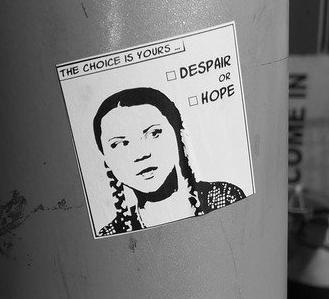 THE CHOICE IS YOURS ...
DESPAIR
OR
HOPE
COME IN